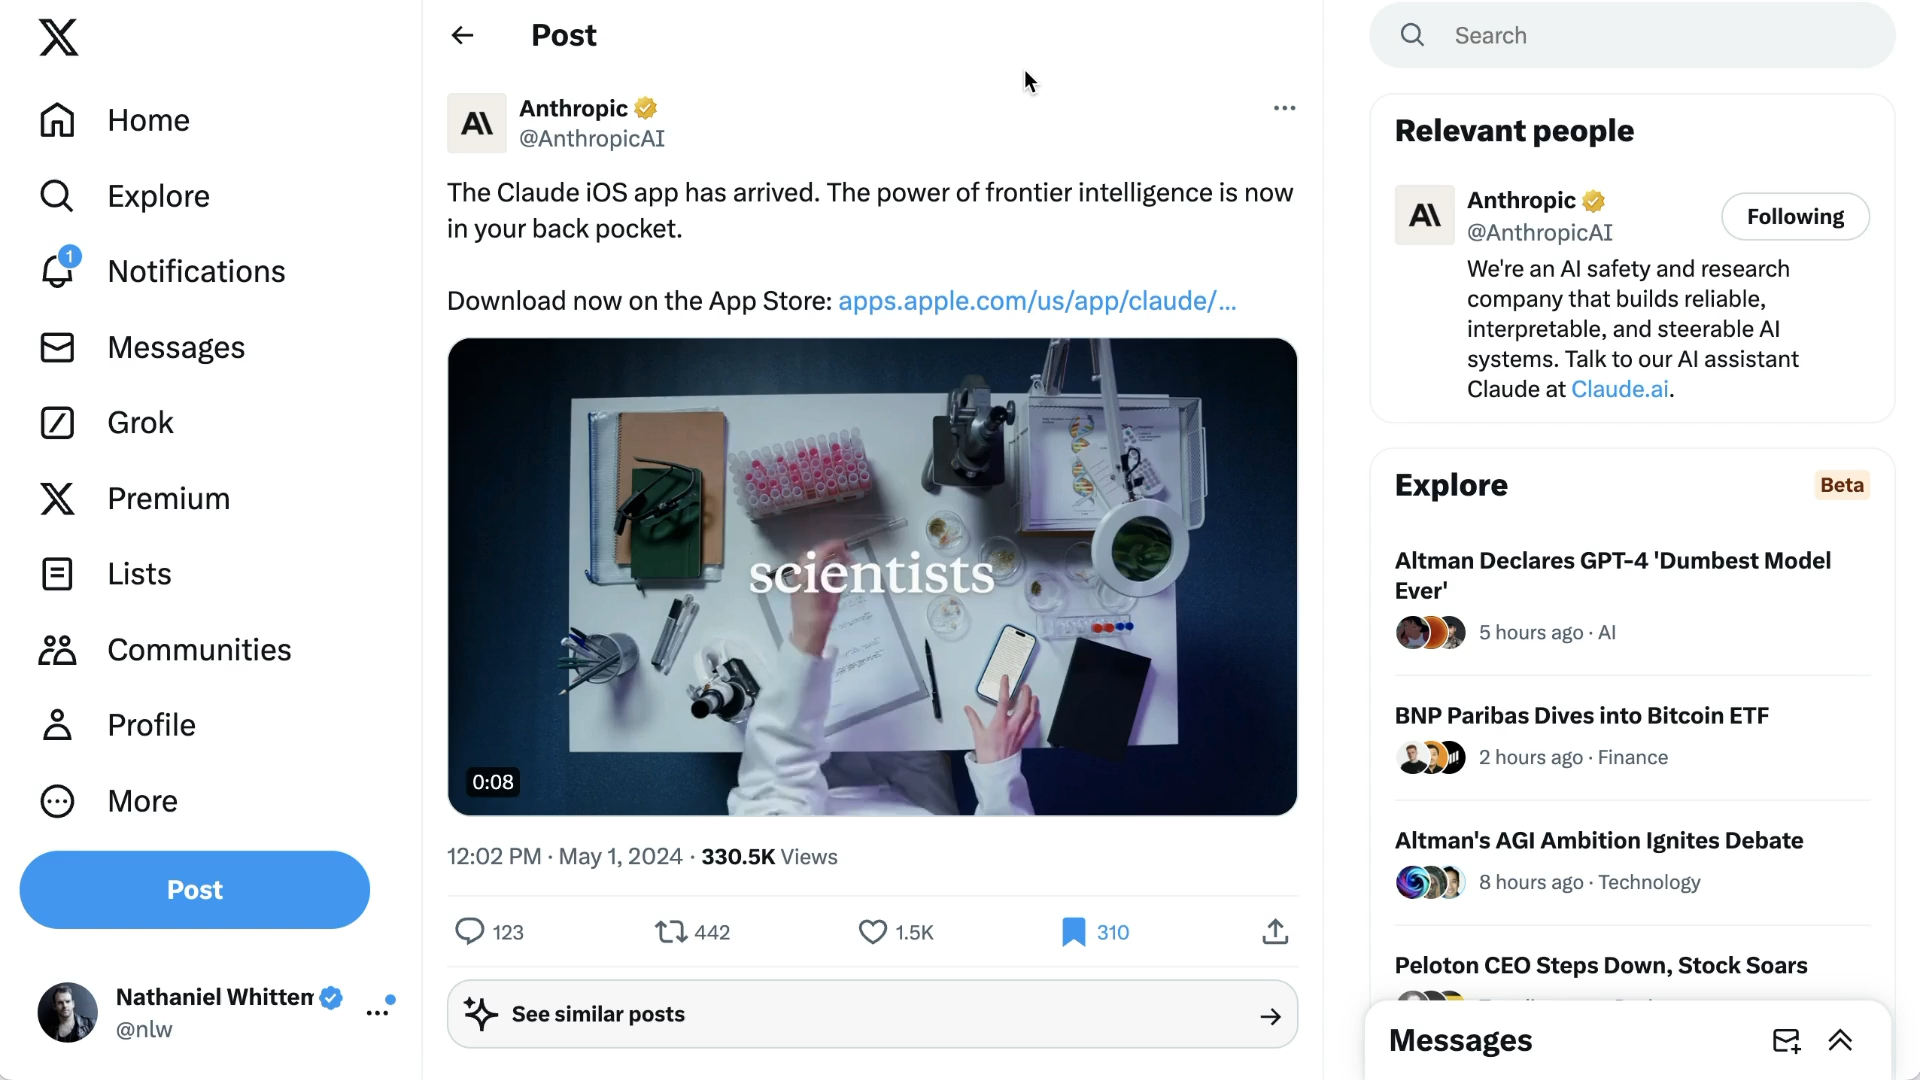 Post
Search
Home
Explore
1
Notifications
Messages
Grok
Premium
Lists
Communities
Profile
More
Post
Nathaniel Whittem
@nlw
Anthropic
@AnthropicAI
The Claude iOS app has arrived. The power of frontier intelligence is now
in your back pocket.
Download now on the App Store: apps.apple.com/us/app/claude/…
scientists
0:08
12:02 PM · May 1, 2024 · 330.5K Views
123 442 1.5K 310
See similar posts
Relevant people
Anthropic
@AnthropicAI
Following
We're an AI safety and research
company that builds reliable,
interpretable, and steerable AI
systems. Talk to our AI assistant
Claude at Claude.ai.
Explore
Beta
Altman Declares GPT-4 'Dumbest Model
Ever'
5 hours ago · AI
BNP Paribas Dives into Bitcoin ETF
2 hours ago · Finance
Altman's AGI Ambition Ignites Debate
8 hours ago · Technology
Peloton CEO Steps Down, Stock Soars
Messages